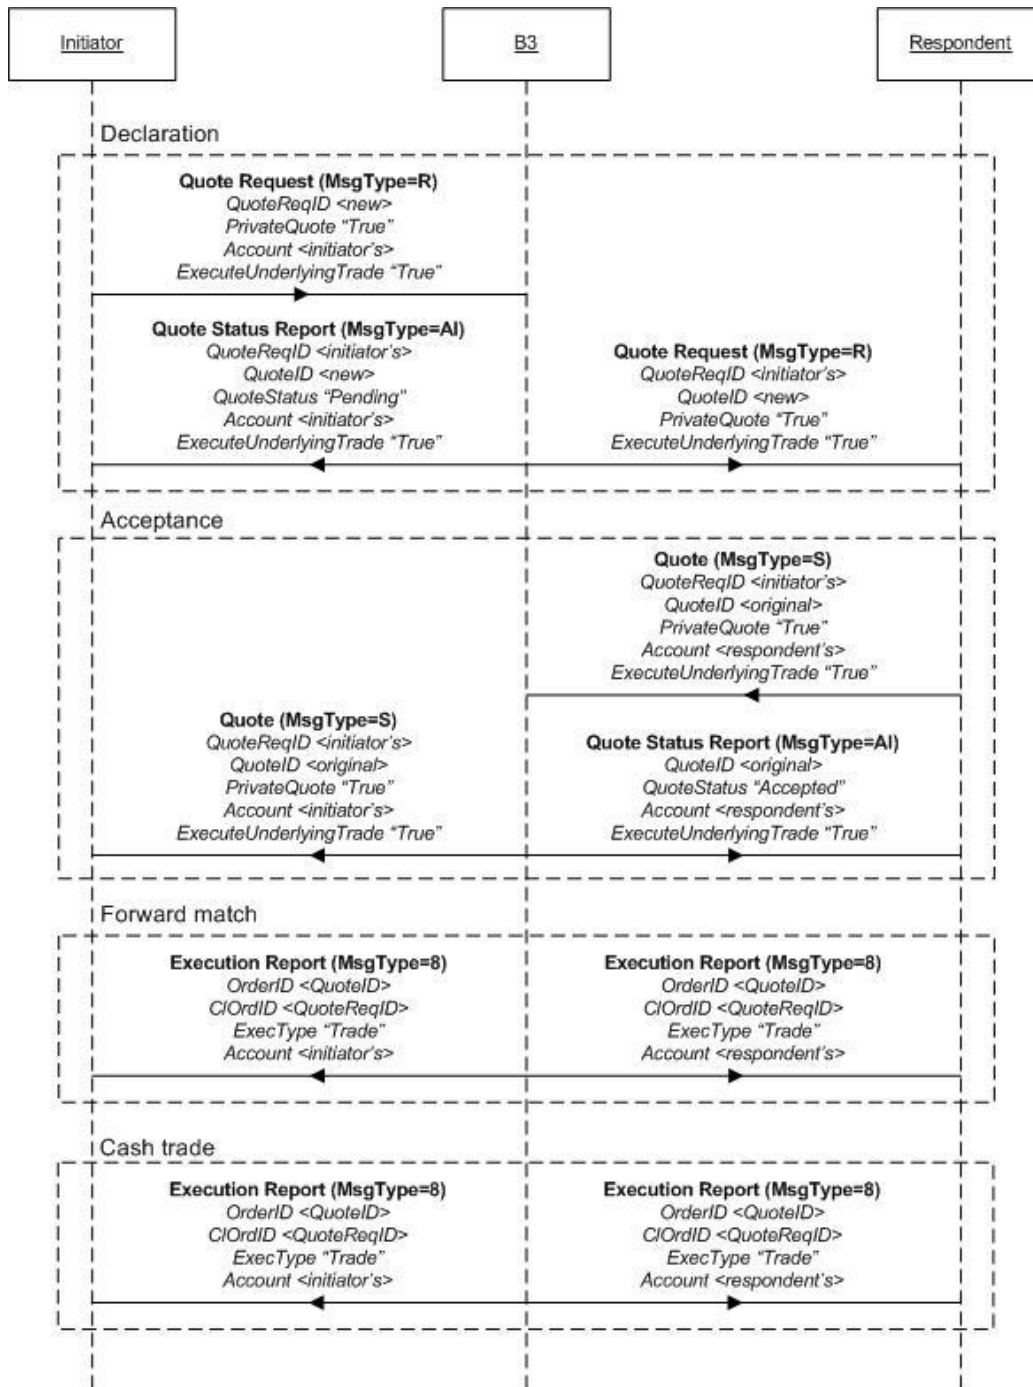 Initiator
B3
Respondent
Declaration
Quote Request (MsgType=R)
QuoteReqID <new>
PrivateQuote “True”
Account <initiator’s>
ExecuteUnderlyingTrade “True”
Quote Status Report (MsgType=AI)
QuoteReqID <initiator’s>
QuoteID <new>
QuoteStatus “Pending”
Account <initiator’s>
ExecuteUnderlyingTrade “True”
Quote Request (MsgType=R)
QuoteReqID <initiator’s>
QuoteID <new>
PrivateQuote “True”
ExecuteUnderlyingTrade “True”
Acceptance
Quote (MsgType=S)
QuoteReqID <initiator’s>
QuoteID <original>
PrivateQuote “True”
Account <respondent’s>
ExecuteUnderlyingTrade “True”
Quote (MsgType=S)
QuoteReqID <initiator’s>
QuoteID <original>
PrivateQuote “True”
Account <initiator’s>
ExecuteUnderlyingTrade “True”
Quote Status Report (MsgType=AI)
QuoteID <original>
QuoteStatus “Accepted”
Account <respondent’s>
ExecuteUnderlyingTrade “True”
Forward match
Execution Report (MsgType=8)
OrderID <QuoteID>
ClOrdID <QuoteReqID>
ExecType “Trade”
Account <initiator’s>
Execution Report (MsgType=8)
OrderID <QuoteID>
ClOrdID <QuoteReqID>
ExecType “Trade”
Account <respondent’s>
Cash trade
Execution Report (MsgType=8)
OrderID <QuoteID>
ClOrdID <QuoteReqID>
ExecType “Trade”
Account <initiator’s>
Execution Report (MsgType=8)
OrderID <QuoteID>
ClOrdID <QuoteReqID>
ExecType “Trade”
Account <respondent’s>